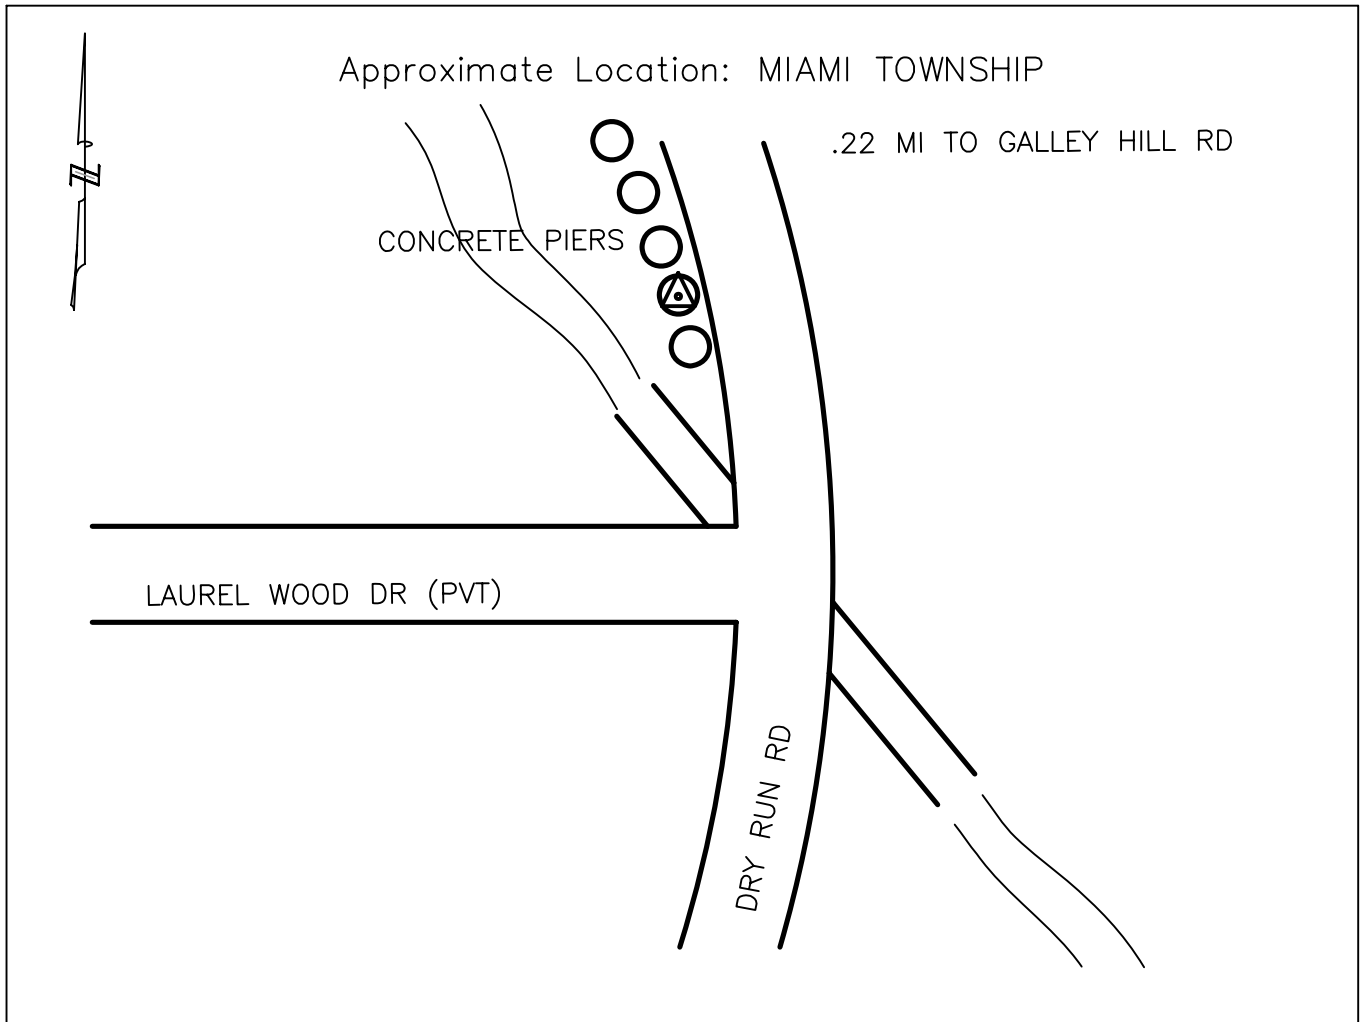 Approximate Location: MIAMI TOWNSHIP
.22 MI TO GALLEY HILL RD
N
CONCRETE PIERS
LAUREL WOOD DR (PVT)
DRY RUN RD